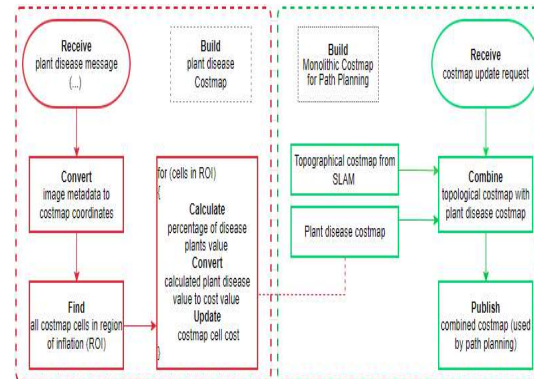 Receive
plant disease message
(...)
Build
plant disease
Costmap
Convert
image metadata to
costmap coordinates
Find
all costmap cells in region
of inflation (ROI)
for (cells in ROI)
{
Calculate
percentage of disease
plants value
Convert
calculated plant disease
value to cost value
Update
costmap cell cost
}
Build
Monolithic Costmap
for Path Planning
Receive
costmap update request
Topographical costmap from
SLAM
Plant disease costmap
Combine
topological costmap with
plant disease costmap
Publish
combined costmap (used
by path planning)